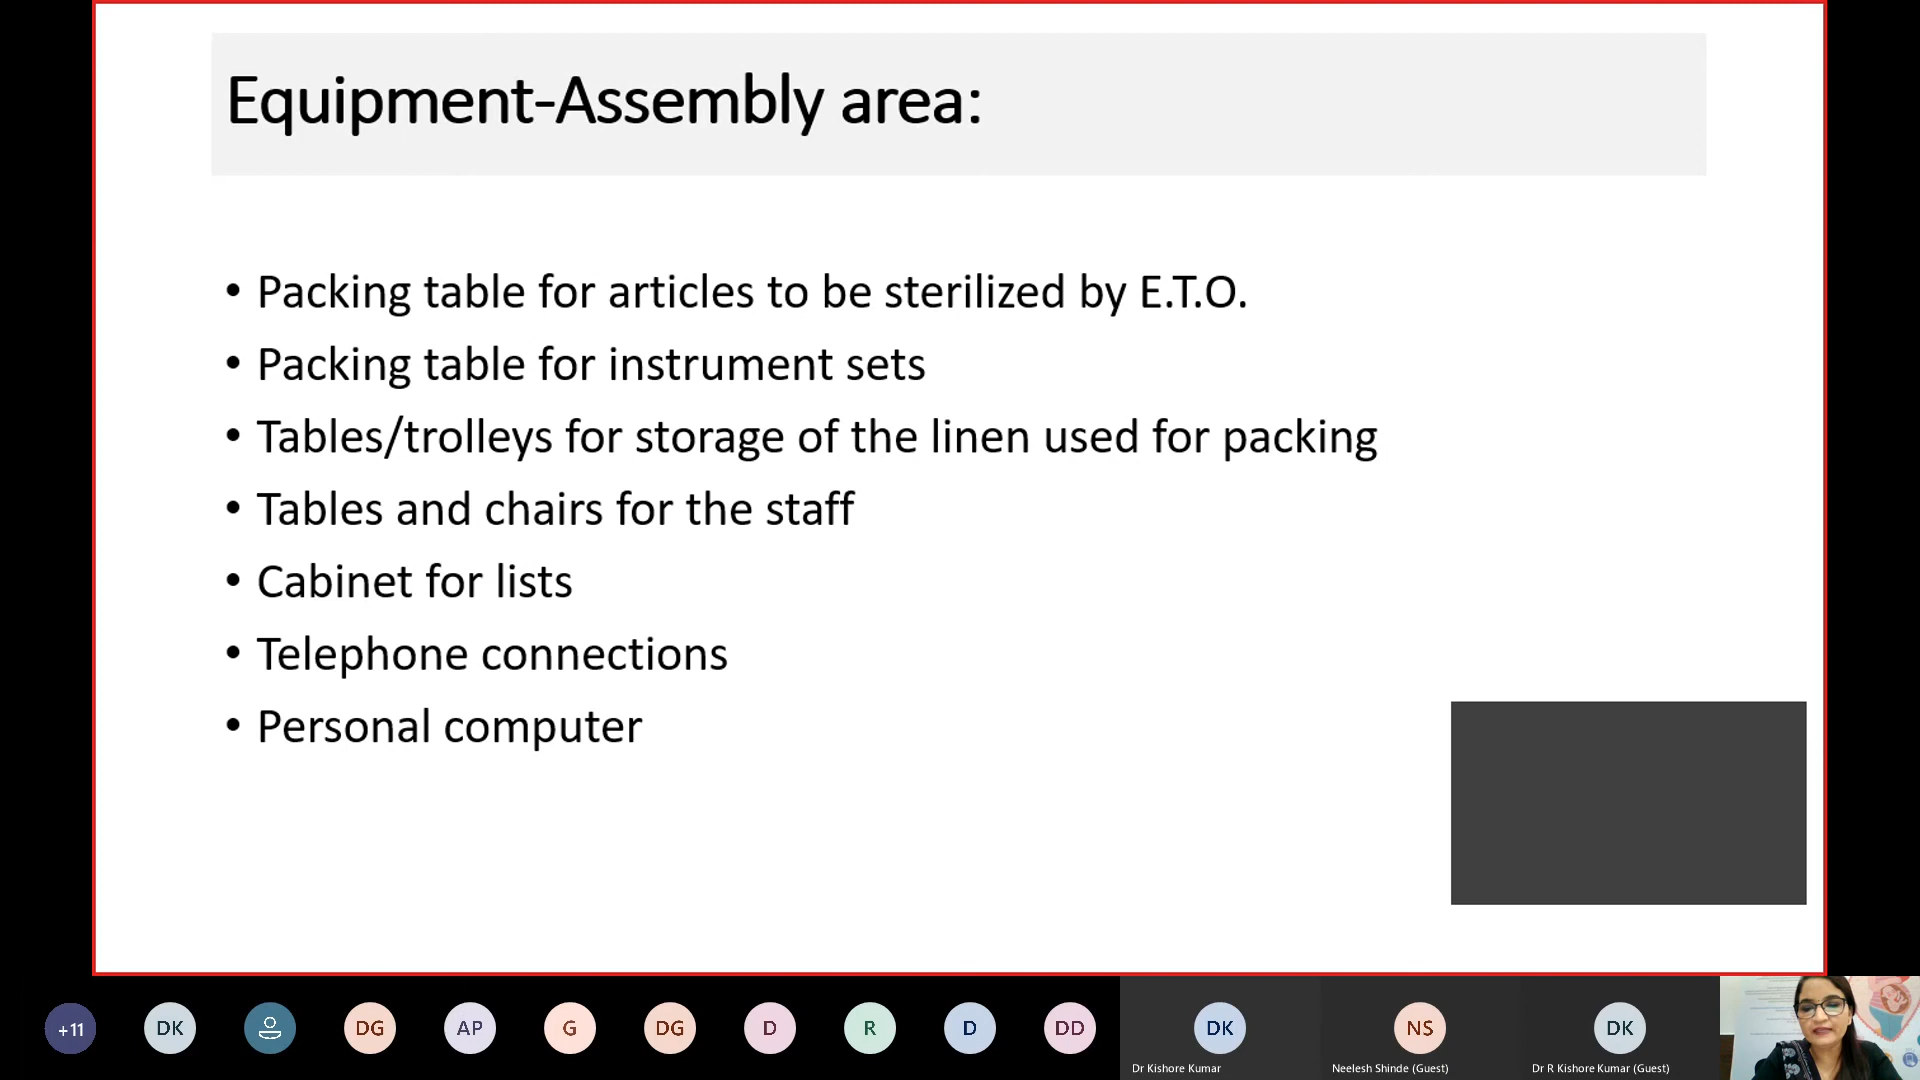 Equipment-Assembly area:
• Packing table for articles to be sterilized by E.T.O.
• Packing table for instrument sets
• Tables/trolleys for storage of the linen used for packing
• Tables and chairs for the staff
• Cabinet for lists
• Telephone connections
• Personal computer
+11
DK
DG
AP
G
DG
D
R
D
DD
DK
NS
DK
Dr Kishore Kumar
Neelesh Shinde (Guest)
Dr R Kishore Kumar (Guest)